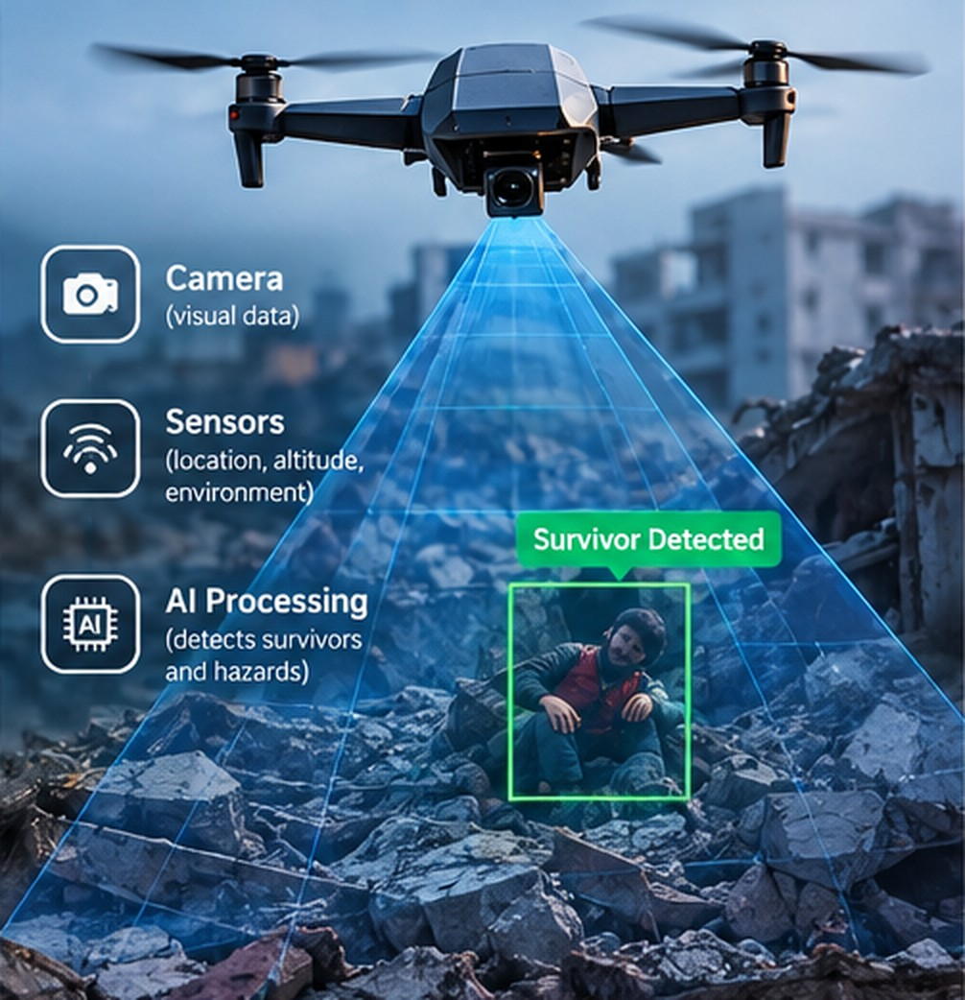 Camera
(visual data)
Sensors
(location, altitude,
environment)
Survivor Detected
AI
AI Processing
(detects survivors
and hazards)